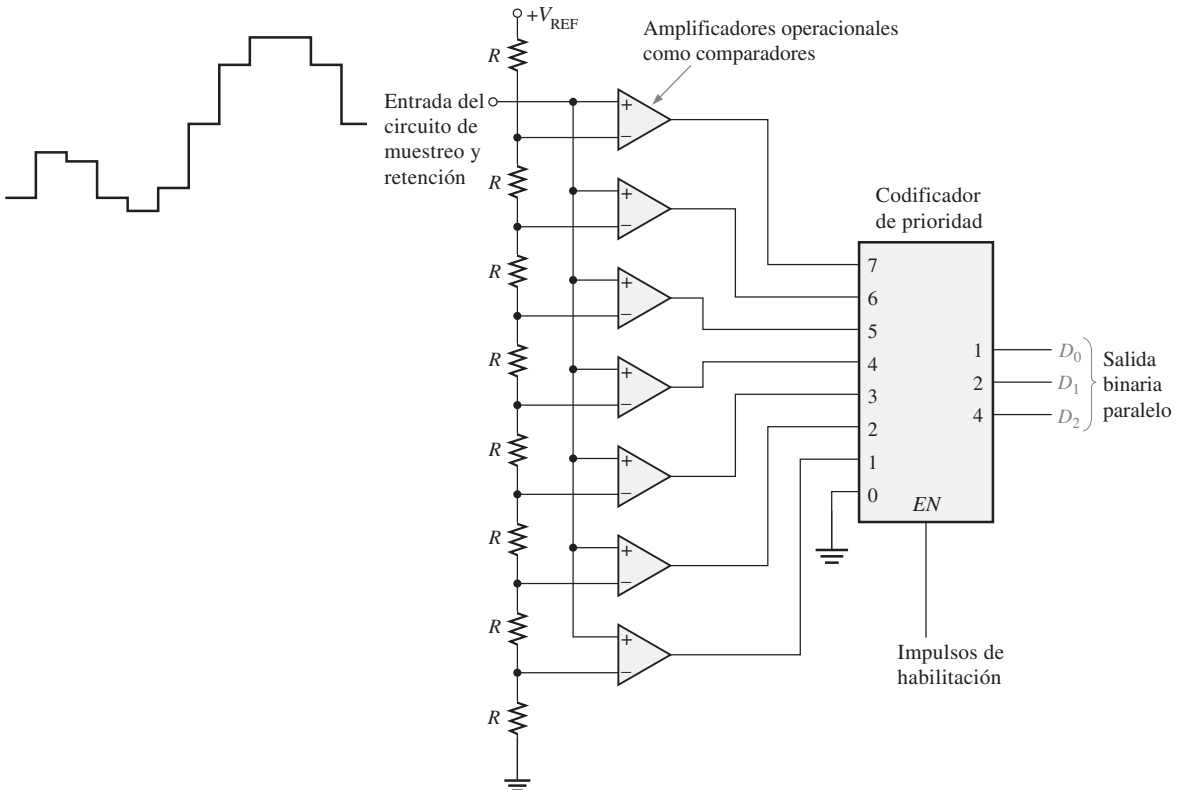 +V_REF
Amplificadores operacionales
como comparadores
R
Entrada del
circuito de
muestreo y
retención
+
−
R
+
−
R
+
−
R
+
−
R
+
−
R
+
−
R
+
−
R
Codificador
de prioridad
7
6
5
4
3
2
1
0
1
2
4
EN
D₀
D₁
D₂
Salida
binaria
paralelo
Impulsos de
habilitación